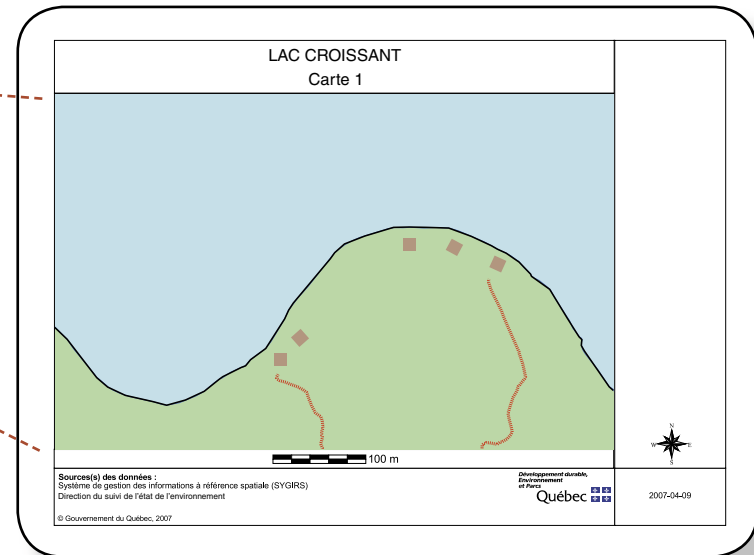 LAC CROISSANT
Carte 1
N
W E
S
100 m
Sources(s) des données :
Système de gestion des informations à référence spatiale (SYGIRS)
Direction du suivi de l'état de l'environnement
© Gouvernement du Québec, 2007
Développement durable,
Environnement
et Parcs
Québec
2007-04-09